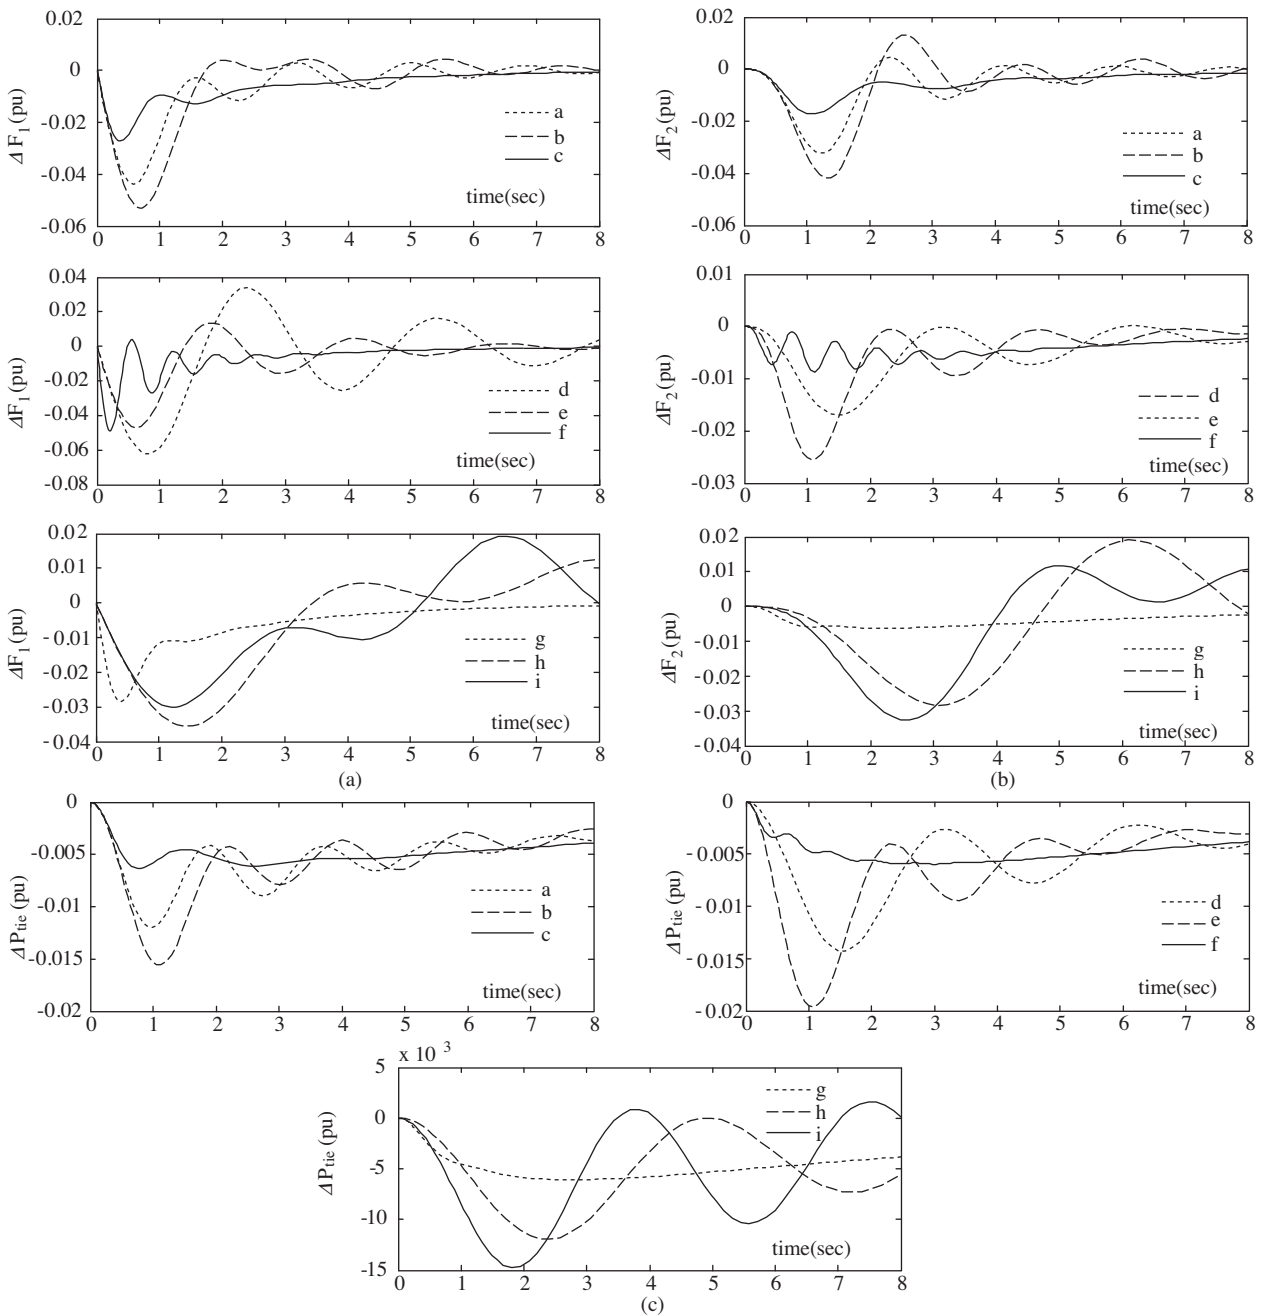 0.02
0
-0.02
-0.04
-0.06
ΔF1 (pu)
a
b
c
time(sec)
0 1 2 3 4 5 6 7 8
0.02
0
-0.02
-0.04
-0.06
ΔF2 (pu)
a
b
c
time(sec)
0 1 2 3 4 5 6 7 8
0.04
0.02
0
-0.02
-0.04
-0.06
-0.08
ΔF1 (pu)
d
e
f
time(sec)
0 1 2 3 4 5 6 7 8
0.01
0
-0.01
-0.02
-0.03
ΔF2 (pu)
d
e
f
time(sec)
0 1 2 3 4 5 6 7 8
0.02
0.01
0
-0.01
-0.02
-0.03
-0.04
ΔF1 (pu)
g
h
i
time(sec)
0 1 2 3 4 5 6 7 8
(a)
0.02
0.01
0
-0.01
-0.02
-0.03
-0.04
ΔF2 (pu)
g
h
i
time(sec)
0 1 2 3 4 5 6 7 8
(b)
0
-0.005
-0.01
-0.015
-0.02
ΔPtie (pu)
a
b
c
time(sec)
0 1 2 3 4 5 6 7 8
0
-0.005
-0.01
-0.015
-0.02
ΔPtie (pu)
d
e
f
time(sec)
0 1 2 3 4 5 6 7 8
x 10 3
5
0
-5
-10
-15
ΔPtie (pu)
g
h
i
time(sec)
0 1 2 3 4 5 6 7 8
(c)